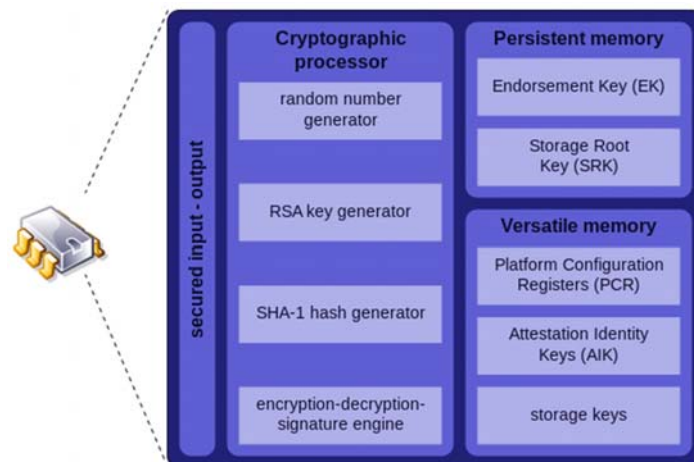 secured input - output
Cryptographic
processor
random number
generator
RSA key generator
SHA-1 hash generator
encryption-decryption-
signature engine
Persistent memory
Endorsement Key (EK)
Storage Root
Key (SRK)
Versatile memory
Platform Configuration
Registers (PCR)
Attestation Identity
Keys (AIK)
storage keys